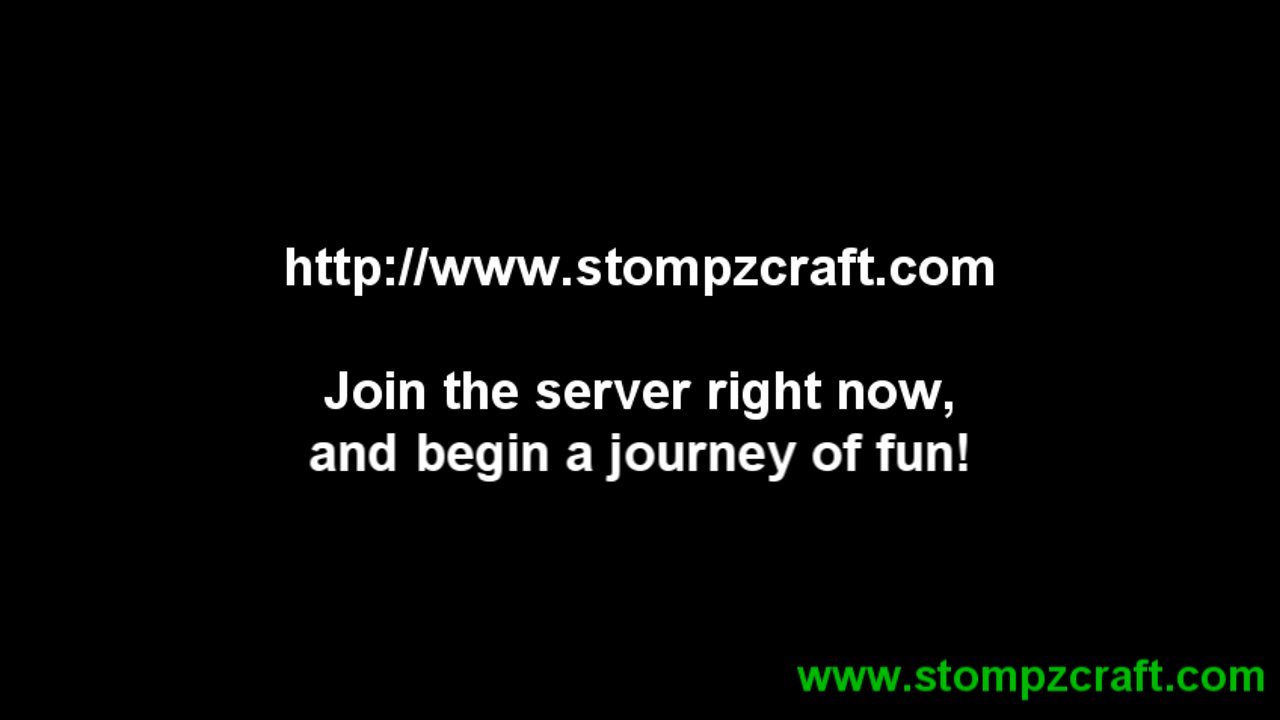 http://www.stompzcraft.com
Join the server right now,
and begin a journey of fun!
www.stompzcraft.com